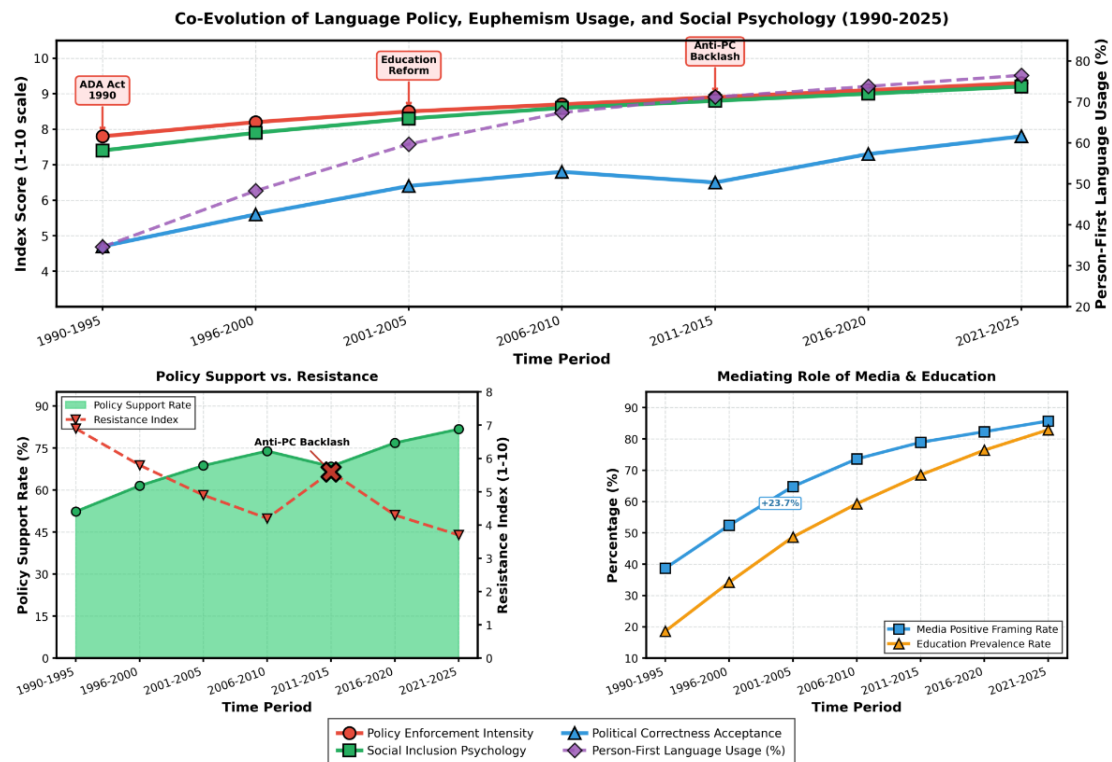 Co-Evolution of Language Policy, Euphemism Usage, and Social Psychology (1990-2025)
Index Score (1-10 scale)
10
9
8
7
6
5
4
ADA Act
1990
Education
Reform
Anti-PC
Backlash
80
70
60
50
40
30
20
Person-First Language Usage (%)
1990-1995
1996-2000
2001-2005
2006-2010
2011-2015
2016-2020
2021-2025
Time Period
Policy Support vs. Resistance
Policy Support Rate (%)
90
75
60
45
30
15
0
Policy Support Rate
Resistance Index
Anti-PC Backlash
8
7
6
5
4
3
2
1
0
Resistance Index (1-10)
1990-1995
1996-2000
2001-2005
2006-2010
2011-2015
2016-2020
2021-2025
Time Period
Mediating Role of Media & Education
Percentage (%)
90
80
70
60
50
40
30
20
10
+23.7%
Media Positive Framing Rate
Education Prevalence Rate
1990-1995
1996-2000
2001-2005
2006-2010
2011-2015
2016-2020
2021-2025
Time Period
Policy Enforcement Intensity
Social Inclusion Psychology
Political Correctness Acceptance
Person-First Language Usage (%)